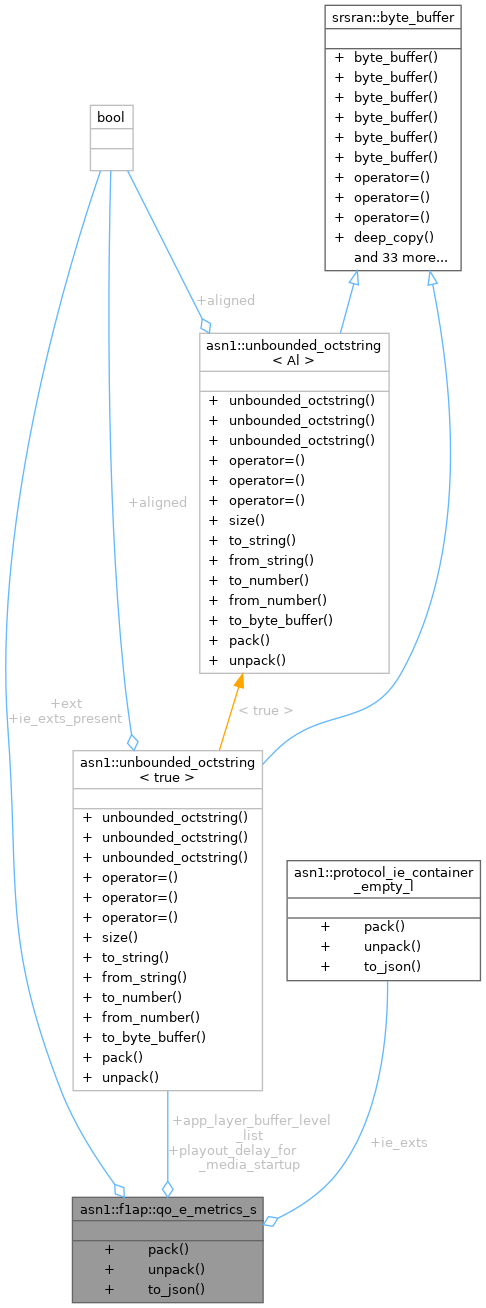 srsran::byte_buffer
+ byte_buffer()
+ byte_buffer()
+ byte_buffer()
+ byte_buffer()
+ byte_buffer()
+ byte_buffer()
+ operator=()
+ operator=()
+ operator=()
+ deep_copy()
and 33 more...
bool
+aligned
asn1::unbounded_octstring
< Al >
+ unbounded_octstring()
+ unbounded_octstring()
+ unbounded_octstring()
+ operator=()
+ operator=()
+ operator=()
+ size()
+ to_string()
+ from_string()
+ to_number()
+ from_number()
+ to_byte_buffer()
+ pack()
+ unpack()
+aligned
+ext
+ie_exts_present
< true >
asn1::unbounded_octstring
< true >
+ unbounded_octstring()
+ unbounded_octstring()
+ unbounded_octstring()
+ operator=()
+ operator=()
+ operator=()
+ size()
+ to_string()
+ from_string()
+ to_number()
+ from_number()
+ to_byte_buffer()
+ pack()
+ unpack()
asn1::protocol_ie_container
_empty_l
+ pack()
+ unpack()
+ to_json()
+app_layer_buffer_level
_list
+playout_delay_for
_media_startup
+ie_exts
asn1::f1ap::qo_e_metrics_s
+ pack()
+ unpack()
+ to_json()